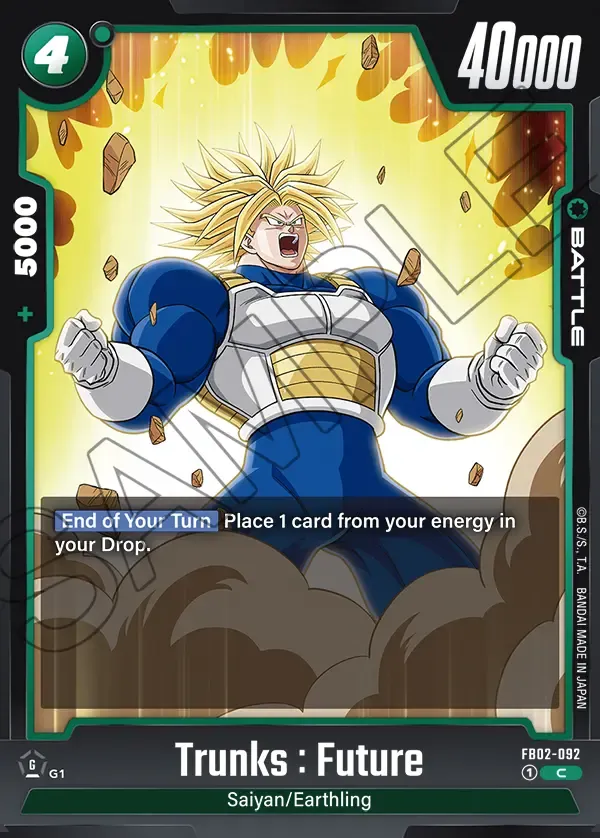 4
40000
+ 5000
BATTLE
SAMPLE
End of Your Turn Place 1 card from your energy in
your Drop.
©B.S./S., T.A. BANDAI MADE IN JAPAN
G G1
Trunks : Future
FB02-092
1 C
Saiyan/Earthling